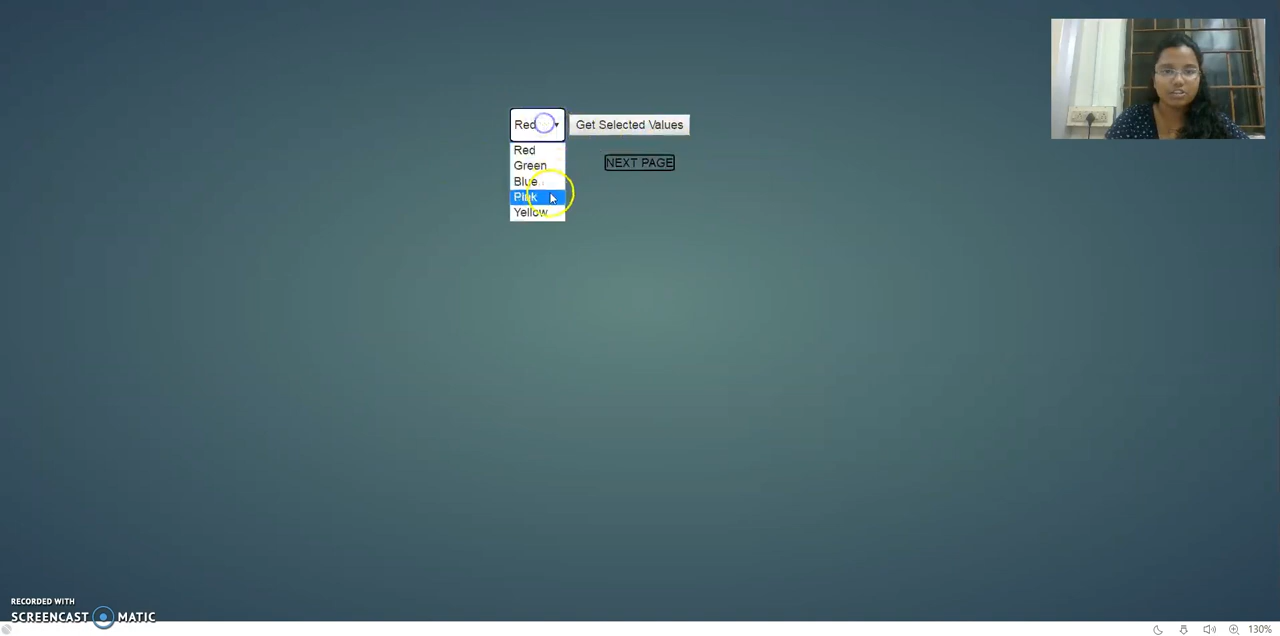 Red Get Selected Values
Red
Green
Blue
Pink
Yellow
NEXT PAGE
RECORDED WITH
SCREENCAST MATIC
130%